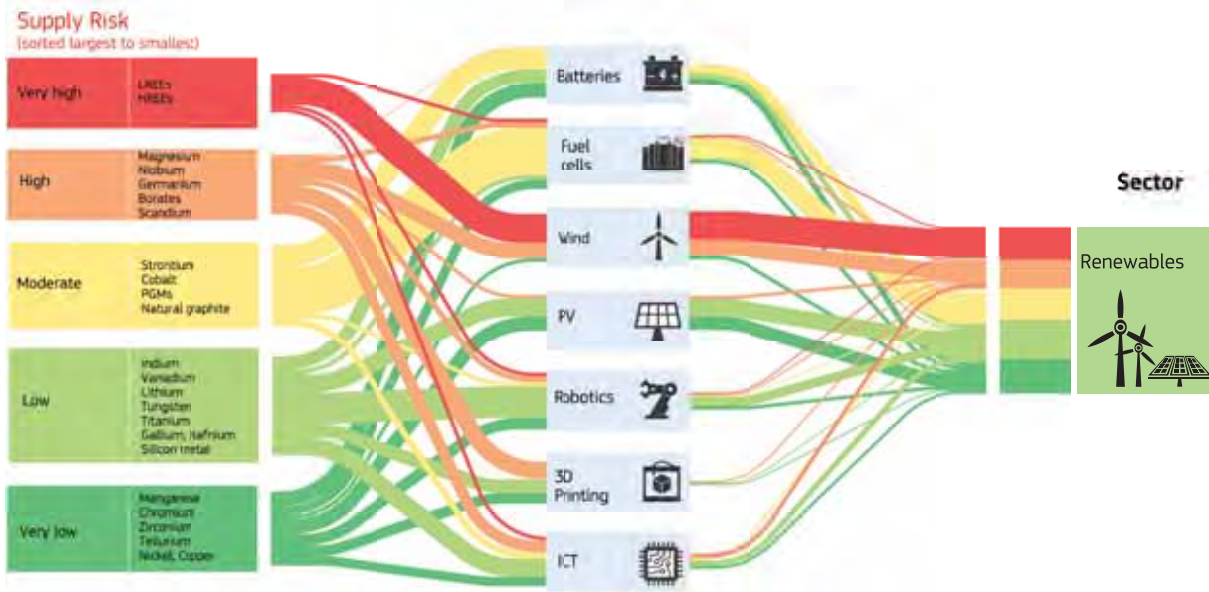 Supply Risk
(sorted largest to smallest)
Very high
LREEs
HREEs
High
Magnesium
Niobium
Germanium
Borates
Scandium
Moderate
Strontium
Cobalt
PGMs
Natural graphite
Low
Indium
Vanadium
Lithium
Tungsten
Titanium
Gallium, Hafnium
Silicon metal
Very low
Manganese
Chromium
Zirconium
Tellurium
Nickel, Copper
Batteries
Fuel
cells
Wind
PV
Robotics
3D
Printing
ICT
Sector
Renewables